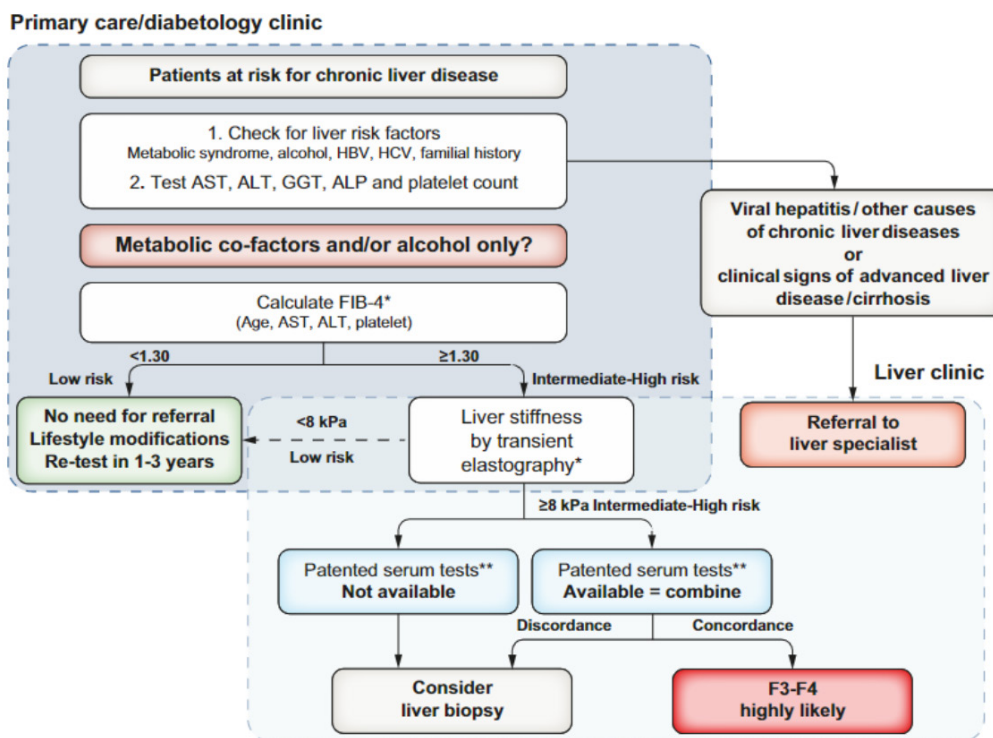 Primary care/diabetology clinic
Patients at risk for chronic liver disease
1. Check for liver risk factors
Metabolic syndrome, alcohol, HBV, HCV, familial history
2. Test AST, ALT, GGT, ALP and platelet count
Viral hepatitis/other causes
of chronic liver diseases
or
clinical signs of advanced liver
disease/cirrhosis
Metabolic co-factors and/or alcohol only?
Calculate FIB-4*
(Age, AST, ALT, platelet)
<1.30
≥1.30
Low risk
Intermediate-High risk
Liver clinic
No need for referral
Lifestyle modifications
Re-test in 1-3 years
<8 kPa
Low risk
Liver stiffness
by transient
elastography*
Referral to
liver specialist
≥8 kPa Intermediate-High risk
Patented serum tests**
Not available
Patented serum tests**
Available = combine
Discordance
Concordance
Consider
liver biopsy
F3-F4
highly likely